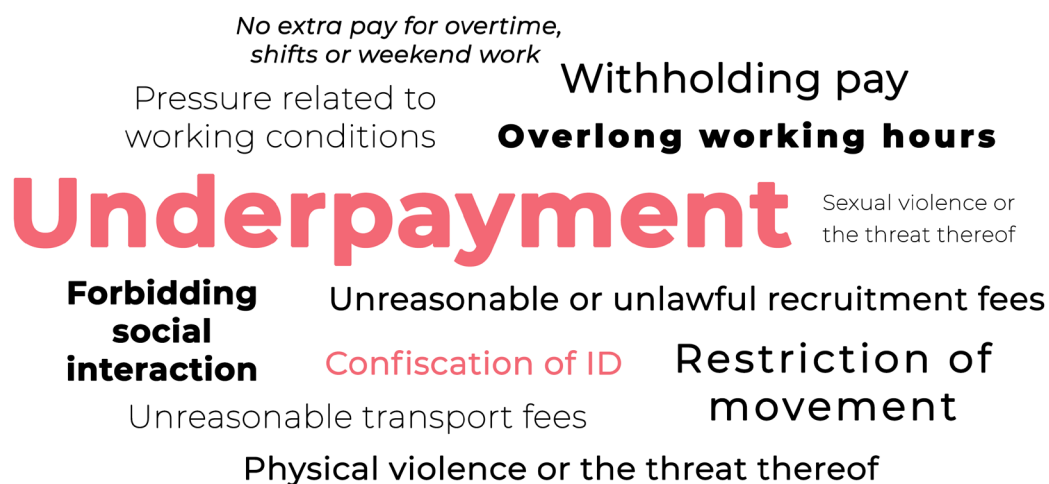 No extra pay for overtime,
shifts or weekend work
Withholding pay
Pressure related to
working conditions
Overlong working hours
Underpayment
Sexual violence or
the threat thereof
Forbidding
social
interaction
Unreasonable or unlawful recruitment fees
Confiscation of ID
Restriction of
movement
Unreasonable transport fees
Physical violence or the threat thereof